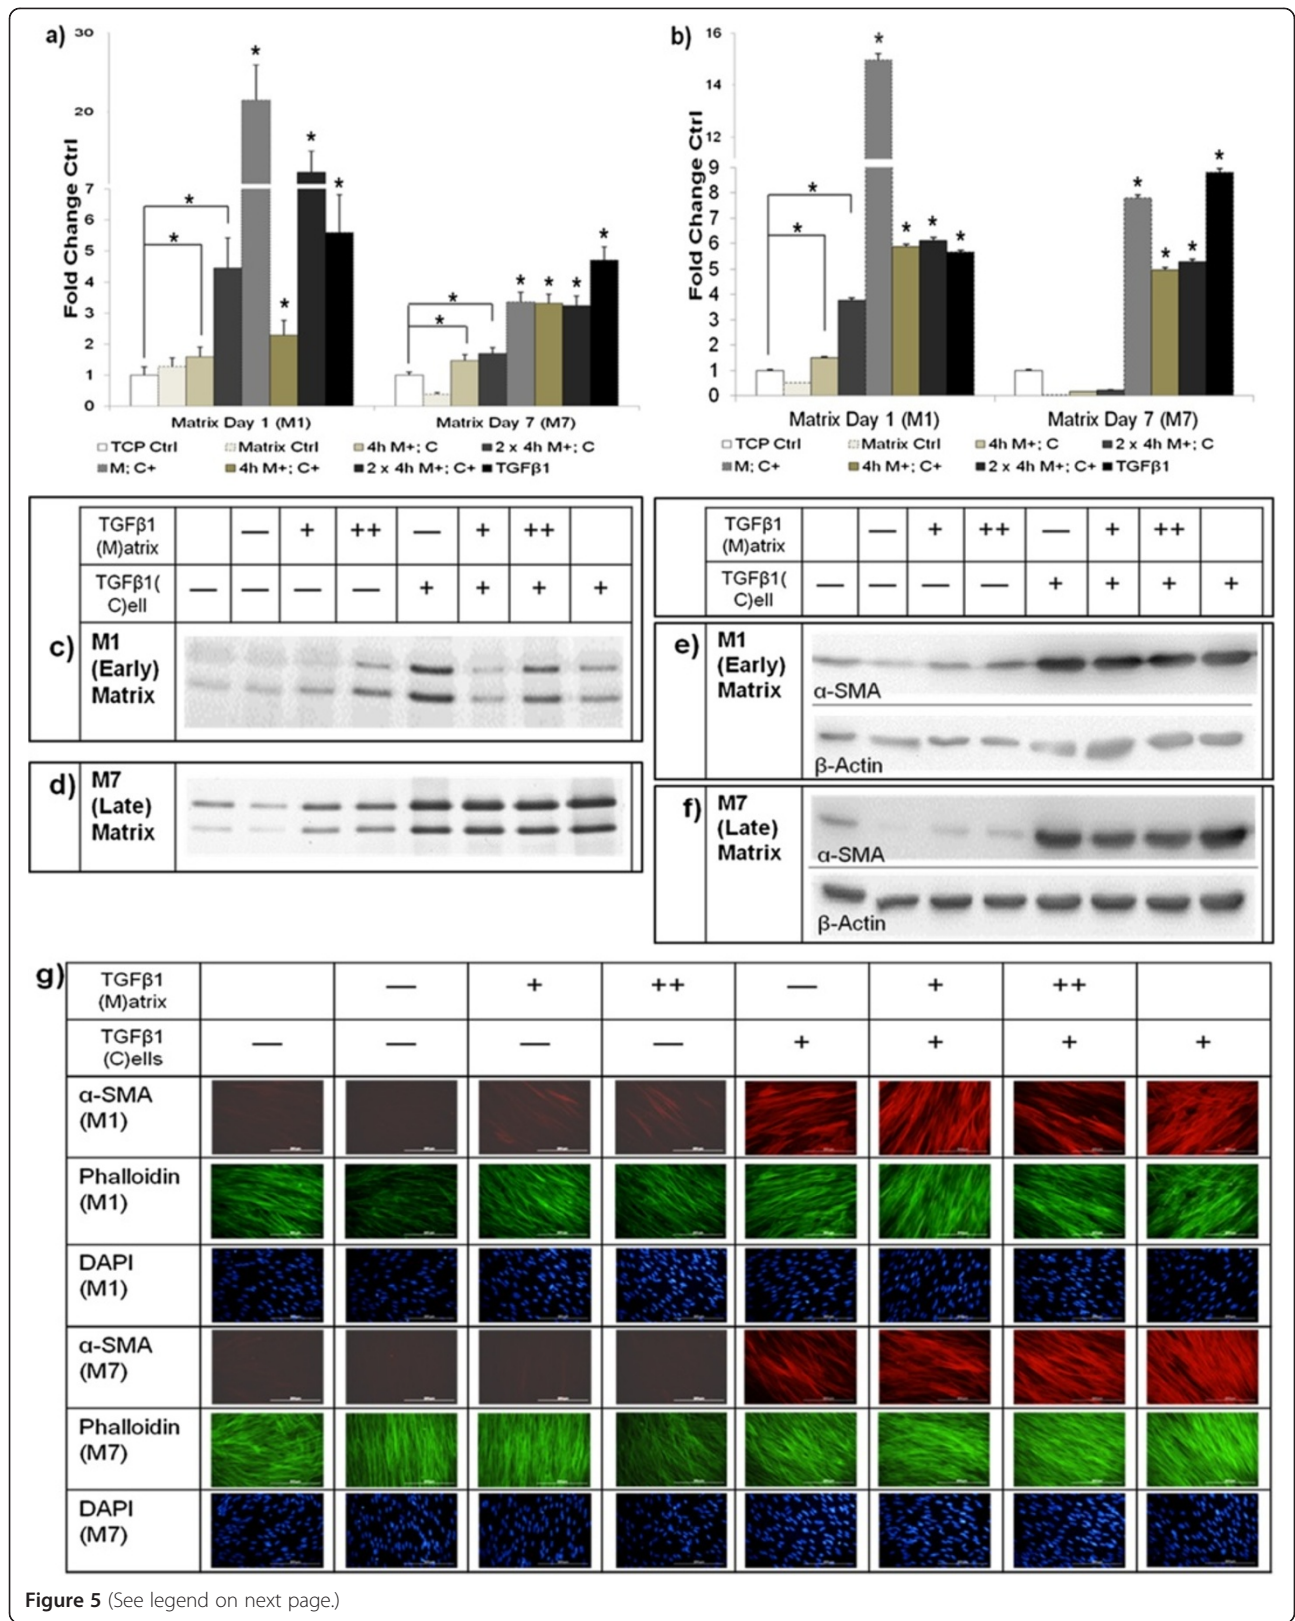 a)
30
20
7
6
5
4
3
2
1
0
Fold Change Ctrl
* * * * * * * * * * *
Matrix Day 1 (M1) Matrix Day 7 (M7)
TCP Ctrl Matrix Ctrl 4h M+; C 2 x 4h M+; C
M; C+ 4h M+; C+ 2 x 4h M+; C+ TGFβ1
b)
16
14
12
9
8
7
6
5
4
3
2
1
0
Fold Change Ctrl
* * * * * * * * * *
Matrix Day 1 (M1) Matrix Day 7 (M7)
TCP Ctrl Matrix Ctrl 4h M+; C 2 x 4h M+; C
M; C+ 4h M+; C+ 2 x 4h M+; C+ TGFβ1
TGFβ1
(M)atrix
— + ++ — + ++
TGFβ1(
C)ell
— — — — + + + +
c) M1
(Early)
Matrix
d) M7
(Late)
Matrix
TGFβ1
(M)atrix
— + ++ — + ++
TGFβ1(
C)ell
— — — — + + + +
e) M1
(Early)
Matrix
α-SMA
β-Actin
f) M7
(Late)
Matrix
α-SMA
β-Actin
g)
TGFβ1
(M)atrix
— + ++ — + ++
TGFβ1
(C)ells
— — — — + + + +
α-SMA
(M1)
Phalloidin
(M1)
DAPI
(M1)
α-SMA
(M7)
Phalloidin
(M7)
DAPI
(M7)
Figure 5 (See legend on next page.)